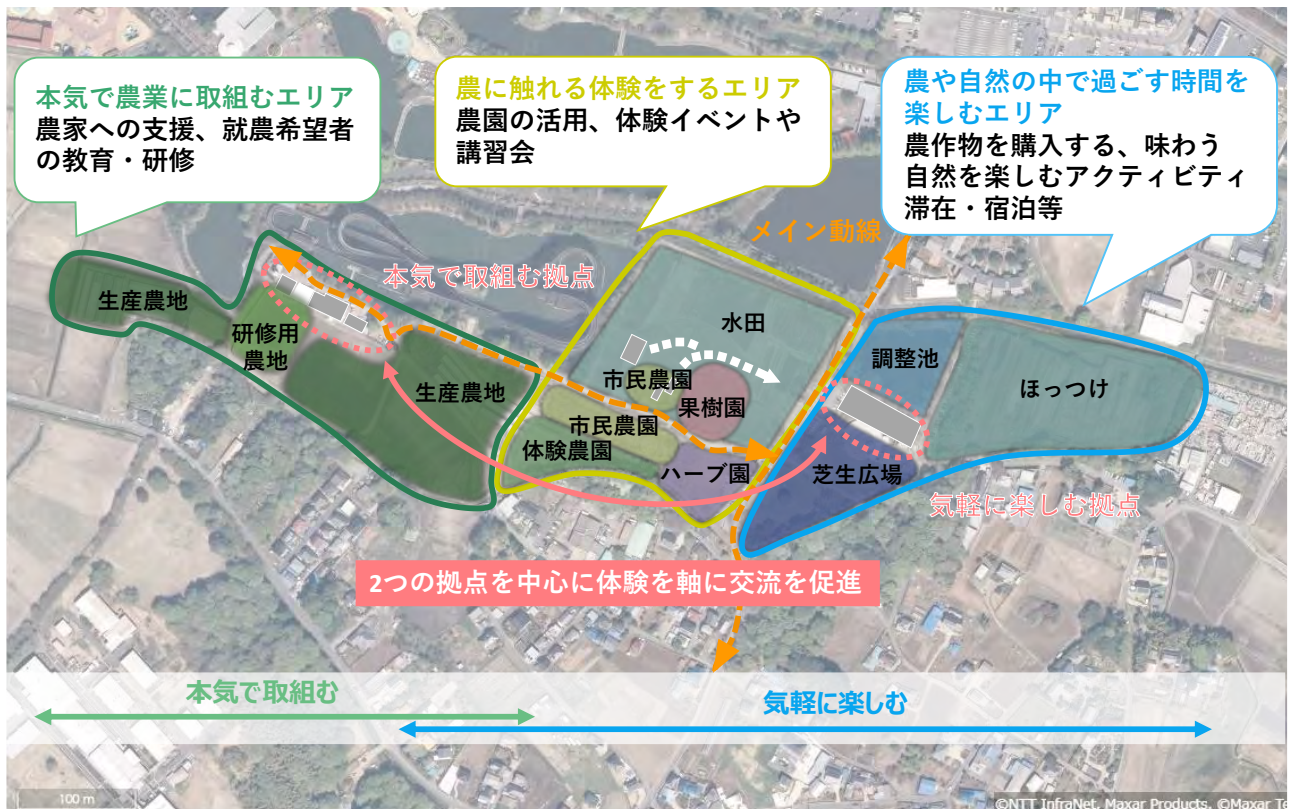 本気で農業に取組むエリア
農家への支援、就農希望者
の教育・研修
農に触れる体験をするエリア
農園の活用、体験イベントや
講習会
農や自然の中で過ごす時間を
楽しむエリア
農作物を購入する、味わう
自然を楽しむアクティビティ
滞在・宿泊等
メイン動線
本気で取組む拠点
生産農地
研修用
農地
生産農地
水田
市民農園
果樹園
市民農園
体験農園
ハーブ園
調整池
ほっつけ
芝生広場
気軽に楽しむ拠点
2つの拠点を中心に体験を軸に交流を促進
本気で取組む
気軽に楽しむ
100 m
©NTT InfraNet, Maxar Products, ©Maxar Te